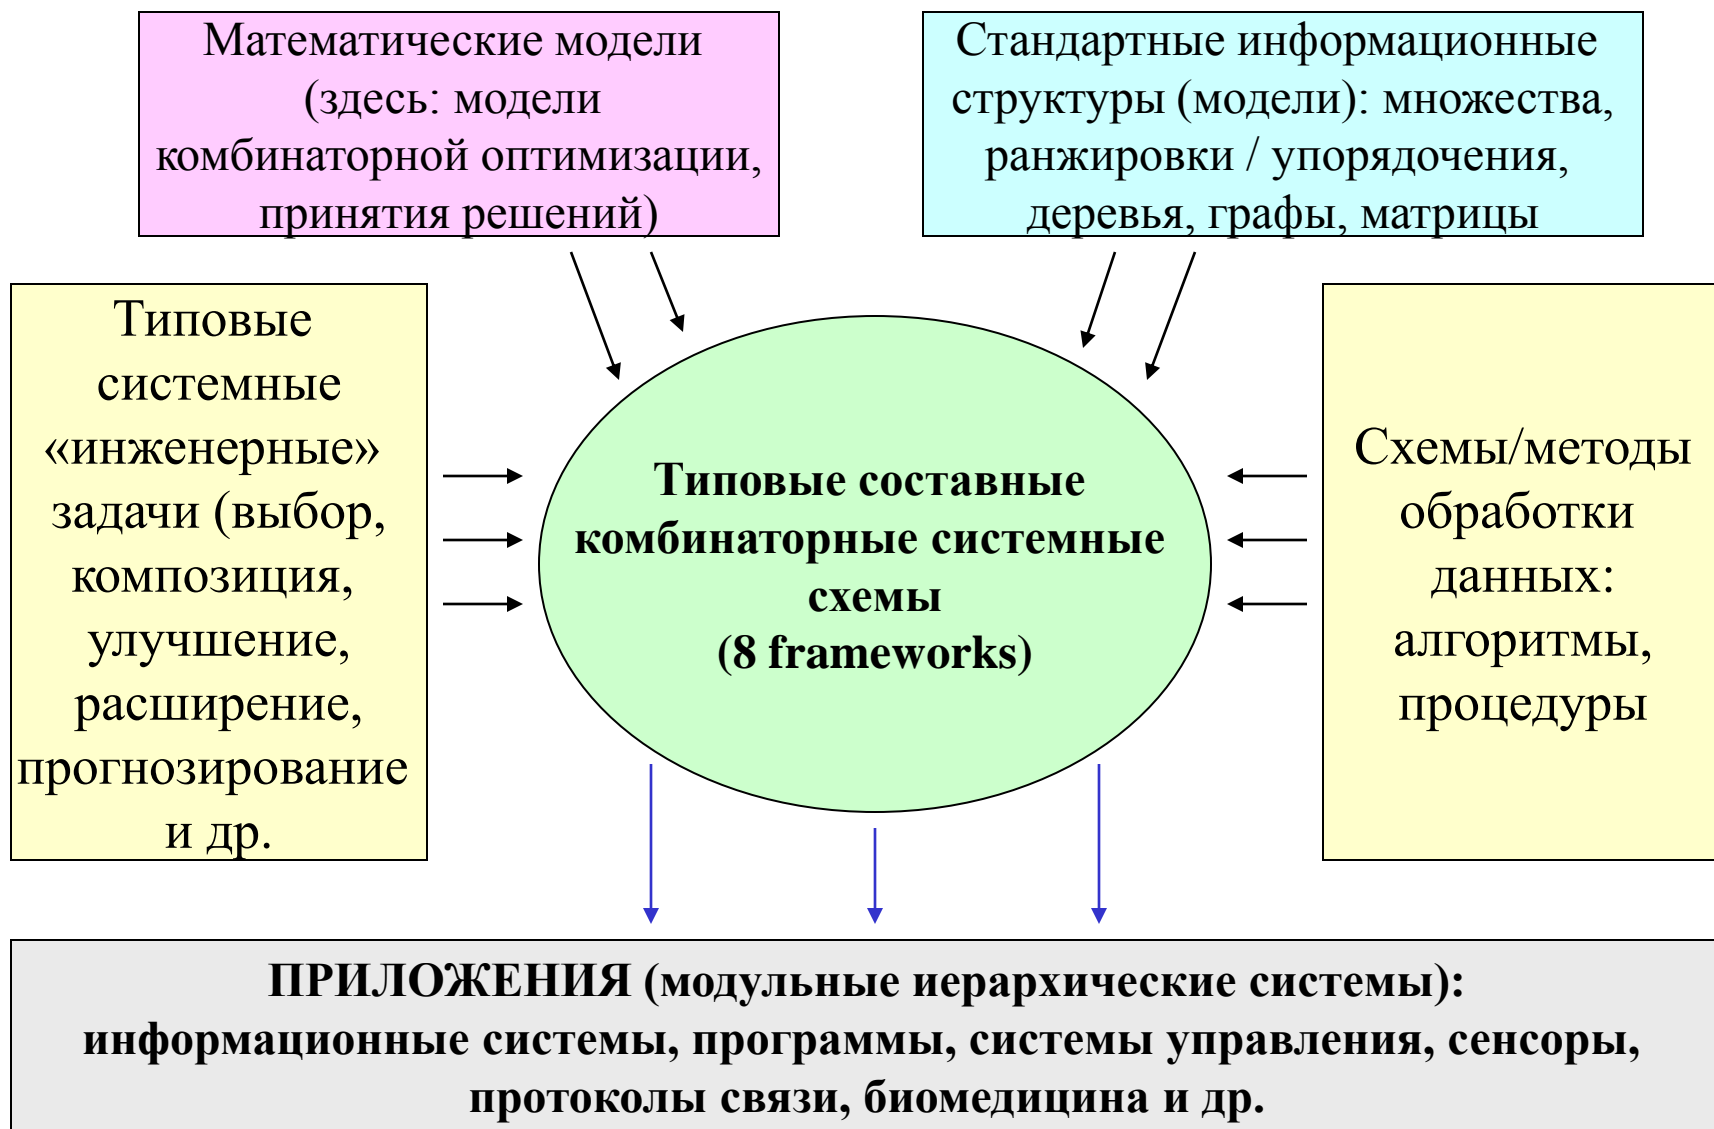 Математические модели
(здесь: модели
комбинаторной оптимизации,
принятия решений)
Стандартные информационные
структуры (модели): множества,
ранжировки / упорядочения,
деревья, графы, матрицы
Типовые
системные
«инженерные»
задачи (выбор,
композиция,
улучшение,
расширение,
прогнозирование
и др.
Типовые составные
комбинаторные системные
схемы
(8 frameworks)
Схемы/методы
обработки
данных:
алгоритмы,
процедуры
ПРИЛОЖЕНИЯ (модульные иерархические системы):
информационные системы, программы, системы управления, сенсоры,
протоколы связи, биомедицина и др.